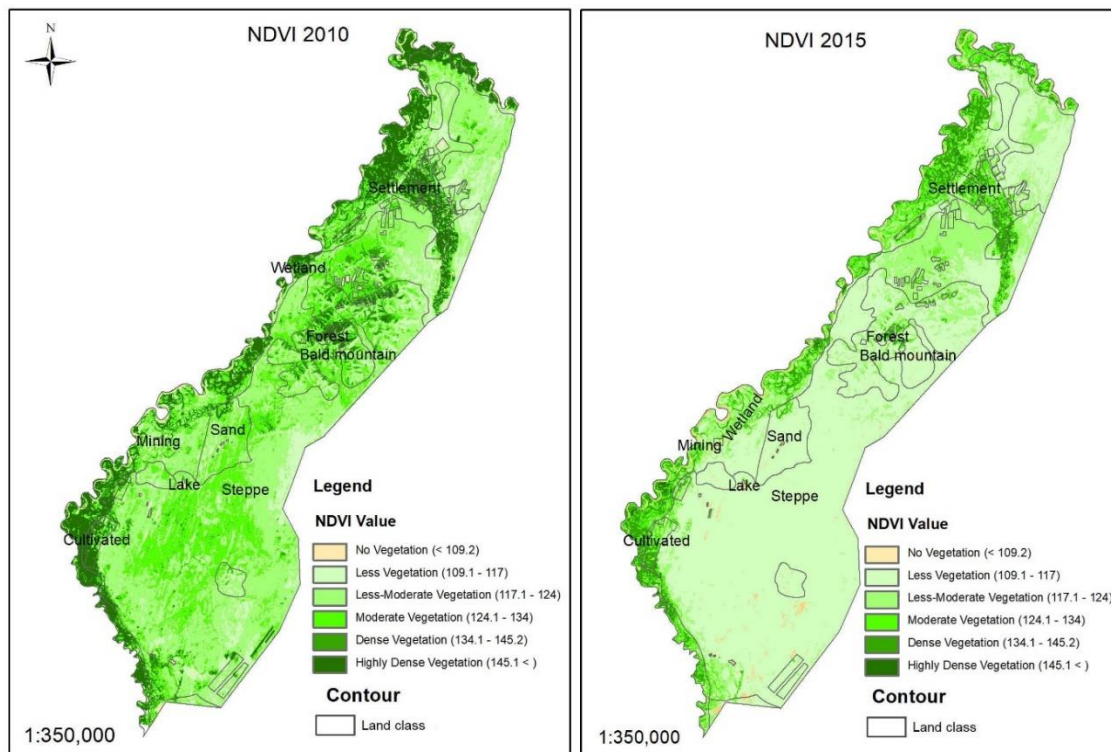 N
NDVI 2010
Settlement
Wetland
Forest
Bald mountain
Sand
Mining
Lake
Steppe
Cultivated
Legend
NDVI Value
No Vegetation (< 109.2)
Less Vegetation (109.1 - 117)
Less-Moderate Vegetation (117.1 - 124)
Moderate Vegetation (124.1 - 134)
Dense Vegetation (134.1 - 145.2)
Highly Dense Vegetation (145.1 < )
Contour
Land class
1:350,000
NDVI 2015
Settlement
Forest
Bald mountain
Wetland
Sand
Mining
Lake
Steppe
Cultivated
Legend
NDVI Value
No Vegetation (< 109.2)
Less Vegetation (109.1 - 117)
Less-Moderate Vegetation (117.1 - 124)
Moderate Vegetation (124.1 - 134)
Dense Vegetation (134.1 - 145.2)
Highly Dense Vegetation (145.1 < )
Contour
Land class
1:350,000